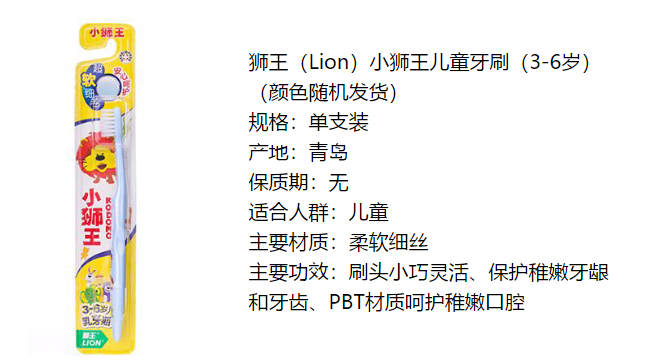 小狮王
超
软
细丝
小狮王
KODOMO
3-6岁
乳牙期
狮王
LION
狮王（Lion）小狮王儿童牙刷（3-6岁）
（颜色随机发货）
规格：单支装
产地：青岛
保质期：无
适合人群：儿童
主要材质：柔软细丝
主要功效：刷头小巧灵活、保护稚嫩牙龈
和牙齿、PBT材质呵护稚嫩口腔